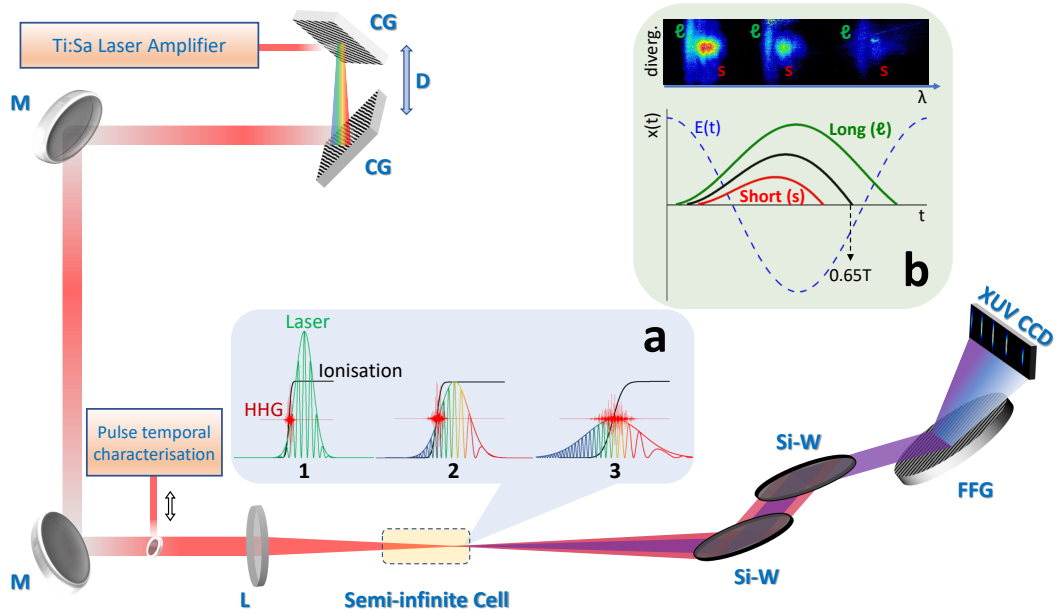 Ti:Sa Laser Amplifier
CG
D
CG
M
diverg.
ℓ
s
ℓ
s
ℓ
s
λ
x(t)
E(t)
Long (ℓ)
Short (s)
t
0.65T
b
a
Laser
Ionisation
HHG
1
2
3
Pulse temporal
characterisation
M
L
Semi-infinite Cell
Si-W
Si-W
FFG
XUV CCD